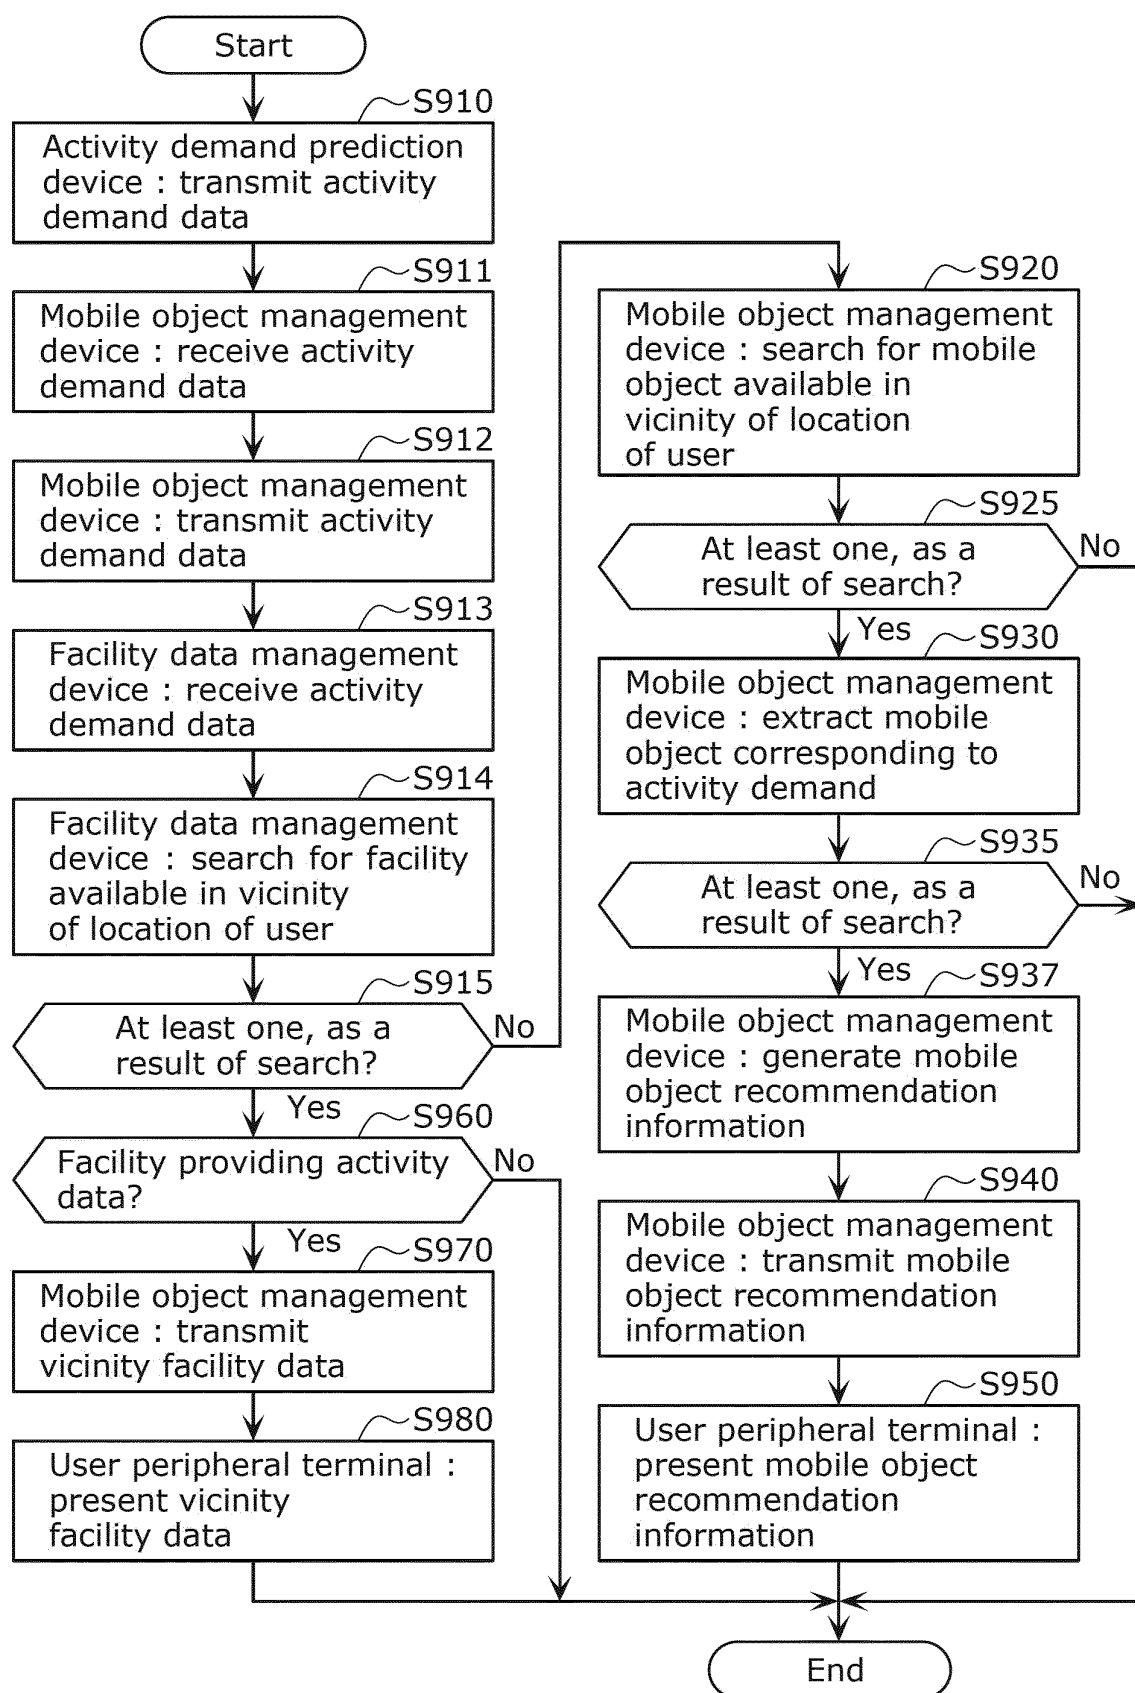 Start
S910
Activity demand prediction
device : transmit activity
demand data
S911
Mobile object management
device : receive activity
demand data
S912
Mobile object management
device : transmit activity
demand data
S913
Facility data management
device : receive activity
demand data
S914
Facility data management
device : search for facility
available in vicinity
of location of user
S915
At least one, as a
result of search?
No
Yes
S960
Facility providing activity
data?
No
Yes
S970
Mobile object management
device : transmit
vicinity facility data
S980
User peripheral terminal :
present vicinity
facility data
S920
Mobile object management
device : search for mobile
object available in
vicinity of location
of user
S925
At least one, as a
result of search?
No
Yes
S930
Mobile object management
device : extract mobile
object corresponding to
activity demand
S935
At least one, as a
result of search?
No
Yes
S937
Mobile object management
device : generate mobile
object recommendation
information
S940
Mobile object management
device : transmit mobile
object recommendation
information
S950
User peripheral terminal :
present mobile object
recommendation
information
End